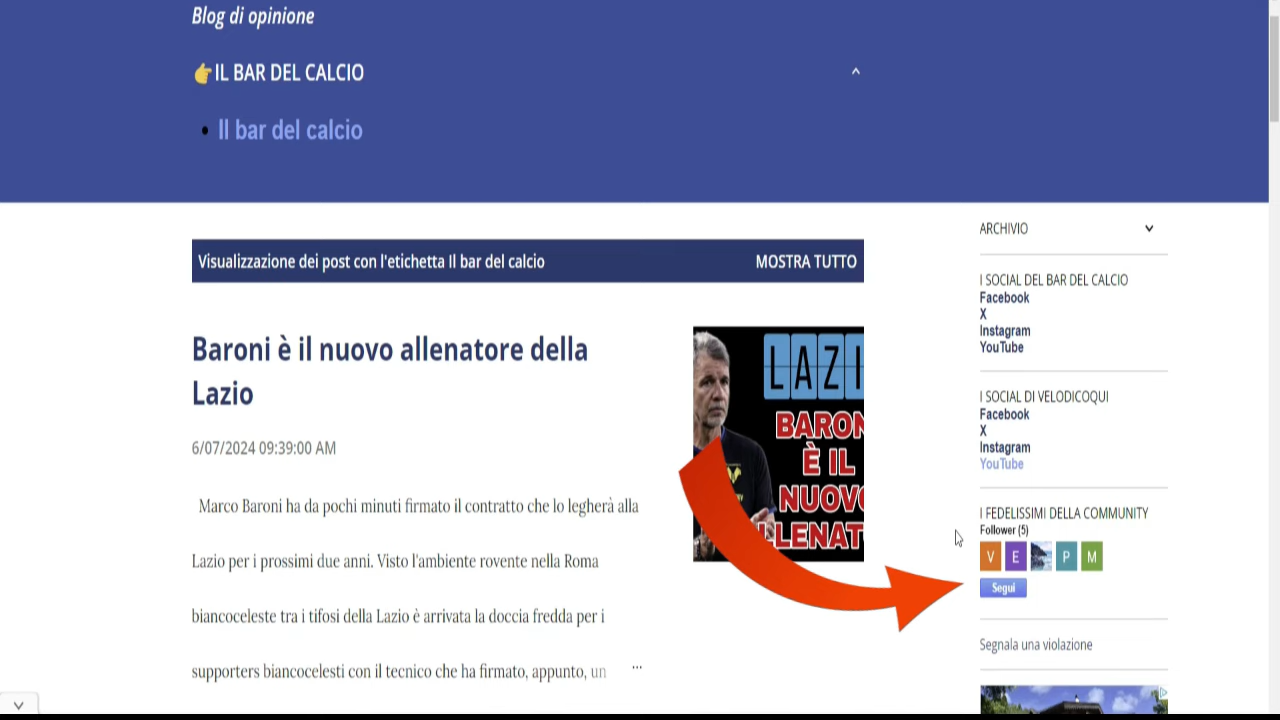 Blog di opinione
👉IL BAR DEL CALCIO
Il bar del calcio
Visualizzazione dei post con l'etichetta Il bar del calcio
MOSTRA TUTTO
Baroni è il nuovo allenatore della
Lazio
6/07/2024 09:39:00 AM
Marco Baroni ha da pochi minuti firmato il contratto che lo legherà alla
Lazio per i prossimi due anni. Visto l'ambiente rovente nella Roma
biancoceleste tra i tifosi della Lazio è arrivata la doccia fredda per i
supporters biancocelesti con il tecnico che ha firmato, appunto, un ...
LAZI
BARON
È IL
NUOVO
LLENAT
ARCHIVIO
I SOCIAL DEL BAR DEL CALCIO
Facebook
X
Instagram
YouTube
I SOCIAL DI VELODICOQUI
Facebook
X
Instagram
YouTube
I FEDELISSIMI DELLA COMMUNITY
Follower (5)
V E P M
Segui
Segnala una violazione